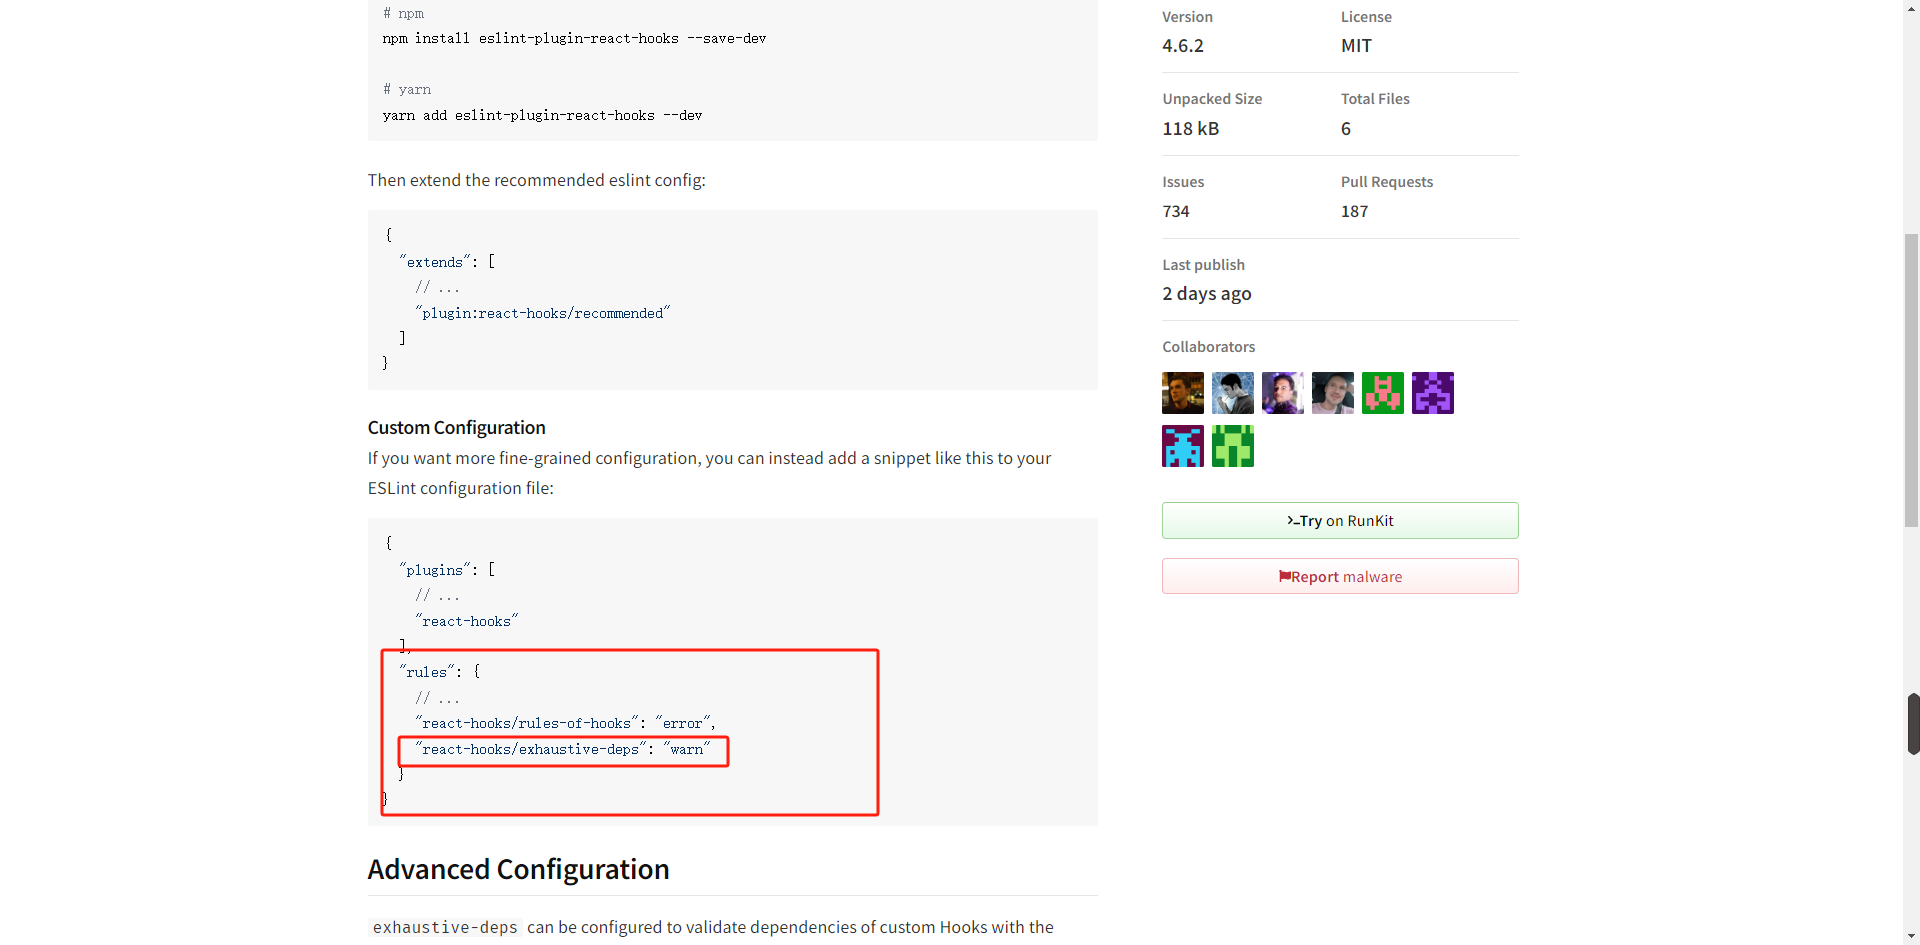 # npm
npm install eslint-plugin-react-hooks --save-dev
# yarn
yarn add eslint-plugin-react-hooks --dev
Then extend the recommended eslint config:
{
"extends": [
// ...
"plugin:react-hooks/recommended"
]
}
Custom Configuration
If you want more fine-grained configuration, you can instead add a snippet like this to your
ESLint configuration file:
{
"plugins": [
// ...
"react-hooks"
],
"rules": {
// ...
"react-hooks/rules-of-hooks": "error",
"react-hooks/exhaustive-deps": "warn"
}
}
Advanced Configuration
exhaustive-deps can be configured to validate dependencies of custom Hooks with the
Version
License
4.6.2
MIT
Unpacked Size
Total Files
118 kB
6
Issues
Pull Requests
734
187
Last publish
2 days ago
Collaborators
Try on RunKit
Report malware